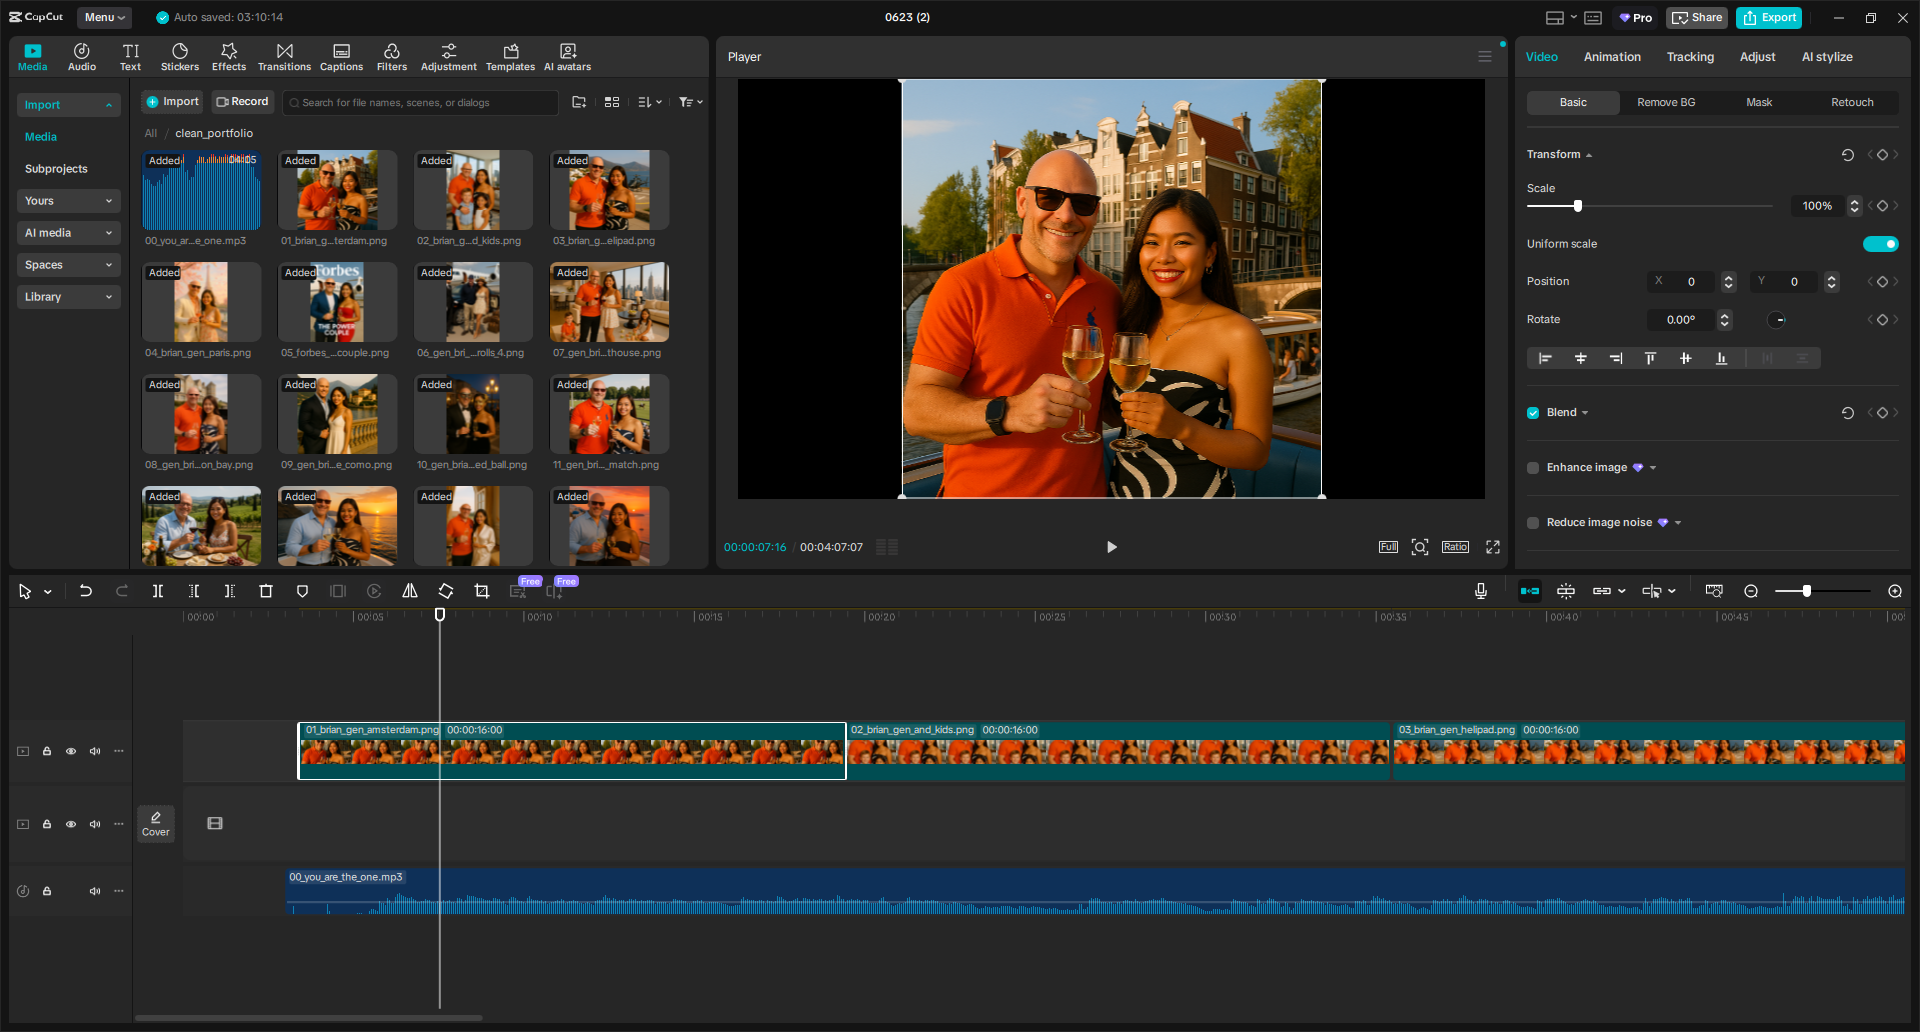 CapCut
Menu
Auto saved: 03:10:14
0623 (2)
Pro
Share
Export
Media
Audio
Text
Stickers
Effects
Transitions
Captions
Filters
Adjustment
Templates
AI avatars
Player
Video
Animation
Tracking
Adjust
AI stylize
Import
Media
Subprojects
Yours
AI media
Spaces
Library
Import
Record
Search for file names, scenes, or dialogs
All / clean_portfolio
Added 04:05
Added
Added
Added
00_you_ar...e_one.mp3
01_brian_g...terdam.png
02_brian_g...d_kids.png
03_brian_g...elipad.png
Added
Added
Added
Added
Forbes
THE POWER
COUPLE
04_brian_gen_paris.png
05_forbes_...couple.png
06_gen_bri_...rolls_4.png
07_gen_bri...thouse.png
Added
Added
Added
Added
08_gen_bri...on_bay.png
09_gen_bri...e_como.png
10_gen_bria...ed_ball.png
11_gen_bri..._match.png
Added
Added
Added
Added
00:00:07:16 / 00:04:07:07
Full
Ratio
Basic
Remove BG
Mask
Retouch
Transform
Scale
100%
Uniform scale
Position
X 0
Y 0
Rotate
0.00°
Blend
Enhance image
Reduce image noise
Free
Free
00:00
00:05
00:10
00:15
00:20
00:25
00:30
00:35
00:40
00:45
01_brian_gen_amsterdam.png 00:00:16:00
02_brian_gen_and_kids.png 00:00:16:00
03_brian_gen_helipad.png 00:00:16:00
Cover
00_you_are_the_one.mp3